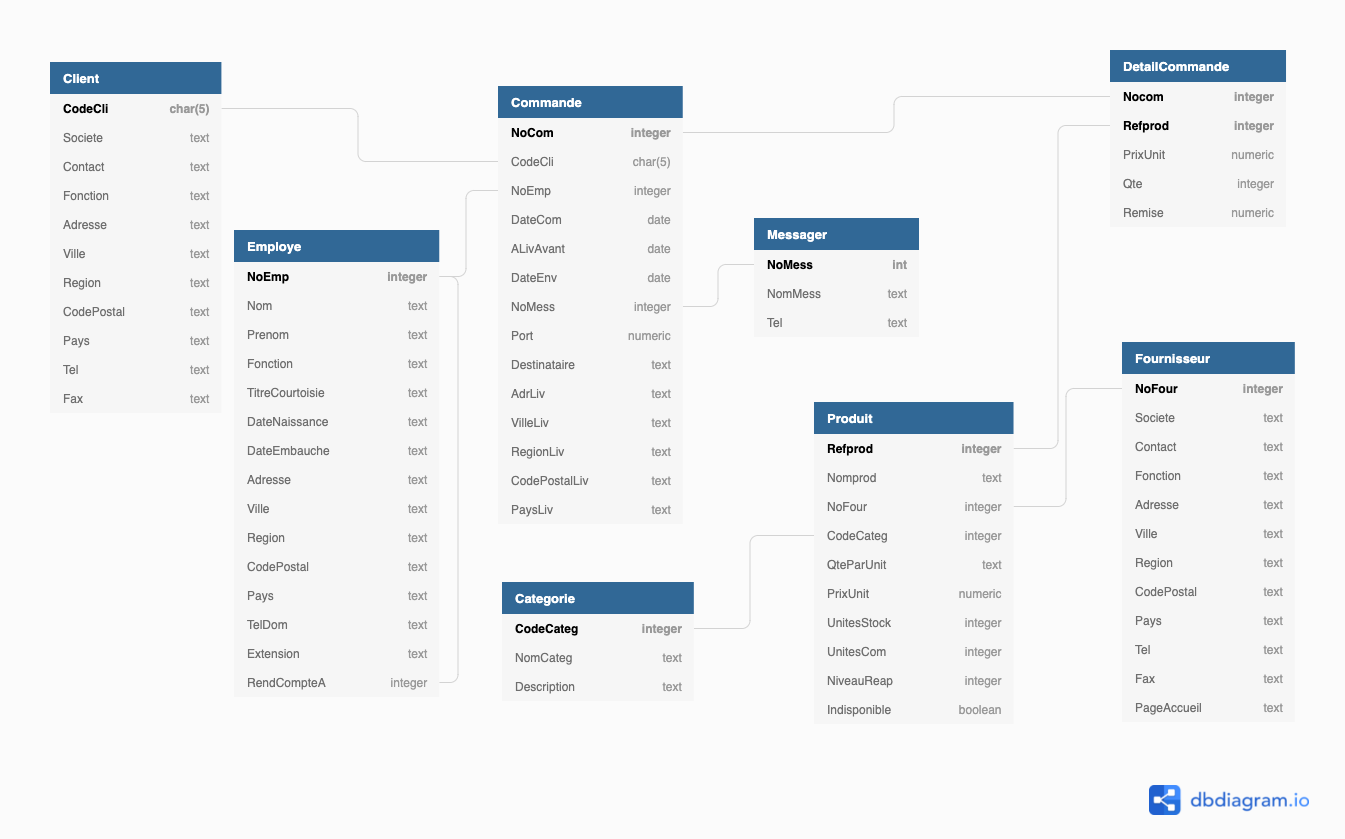 Client
CodeCli char(5)
Societe text
Contact text
Fonction text
Adresse text
Ville text
Region text
CodePostal text
Pays text
Tel text
Fax text
Employe
NoEmp integer
Nom text
Prenom text
Fonction text
TitreCourtoisie text
DateNaissance text
DateEmbauche text
Adresse text
Ville text
Region text
CodePostal text
Pays text
TelDom text
Extension text
RendCompteA integer
Commande
NoCom integer
CodeCli char(5)
NoEmp integer
DateCom date
ALivAvant date
DateEnv date
NoMess integer
Port numeric
Destinataire text
AdrLiv text
VilleLiv text
RegionLiv text
CodePostalLiv text
PaysLiv text
Categorie
CodeCateg integer
NomCateg text
Description text
Messager
NoMess int
NomMess text
Tel text
Produit
Refprod integer
Nomprod text
NoFour integer
CodeCateg integer
QteParUnit text
PrixUnit numeric
UnitesStock integer
UnitesCom integer
NiveauReap integer
Indisponible boolean
DetailCommande
Nocom integer
Refprod integer
PrixUnit numeric
Qte integer
Remise numeric
Fournisseur
NoFour integer
Societe text
Contact text
Fonction text
Adresse text
Ville text
Region text
CodePostal text
Pays text
Tel text
Fax text
PageAccueil text
dbdiagram.io